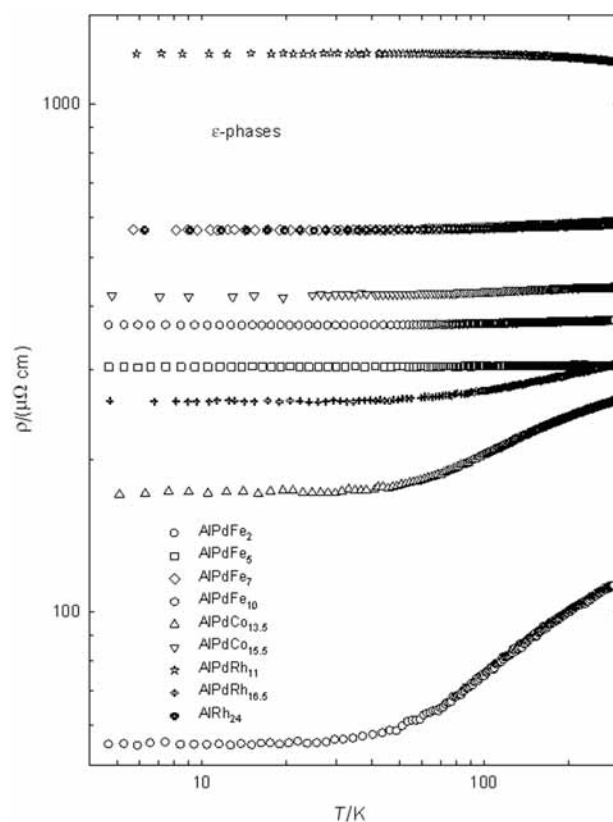 1000
ε-phases
ρ/(μΩ cm)
AlPdFe₂
AlPdFe₅
AlPdFe₇
AlPdFe₁₀
AlPdCo₁₃.₅
AlPdCo₁₅.₅
AlPdRh₁₁
AlPdRh₁₆.₅
AlRh₂₄
100
10
100
T/K